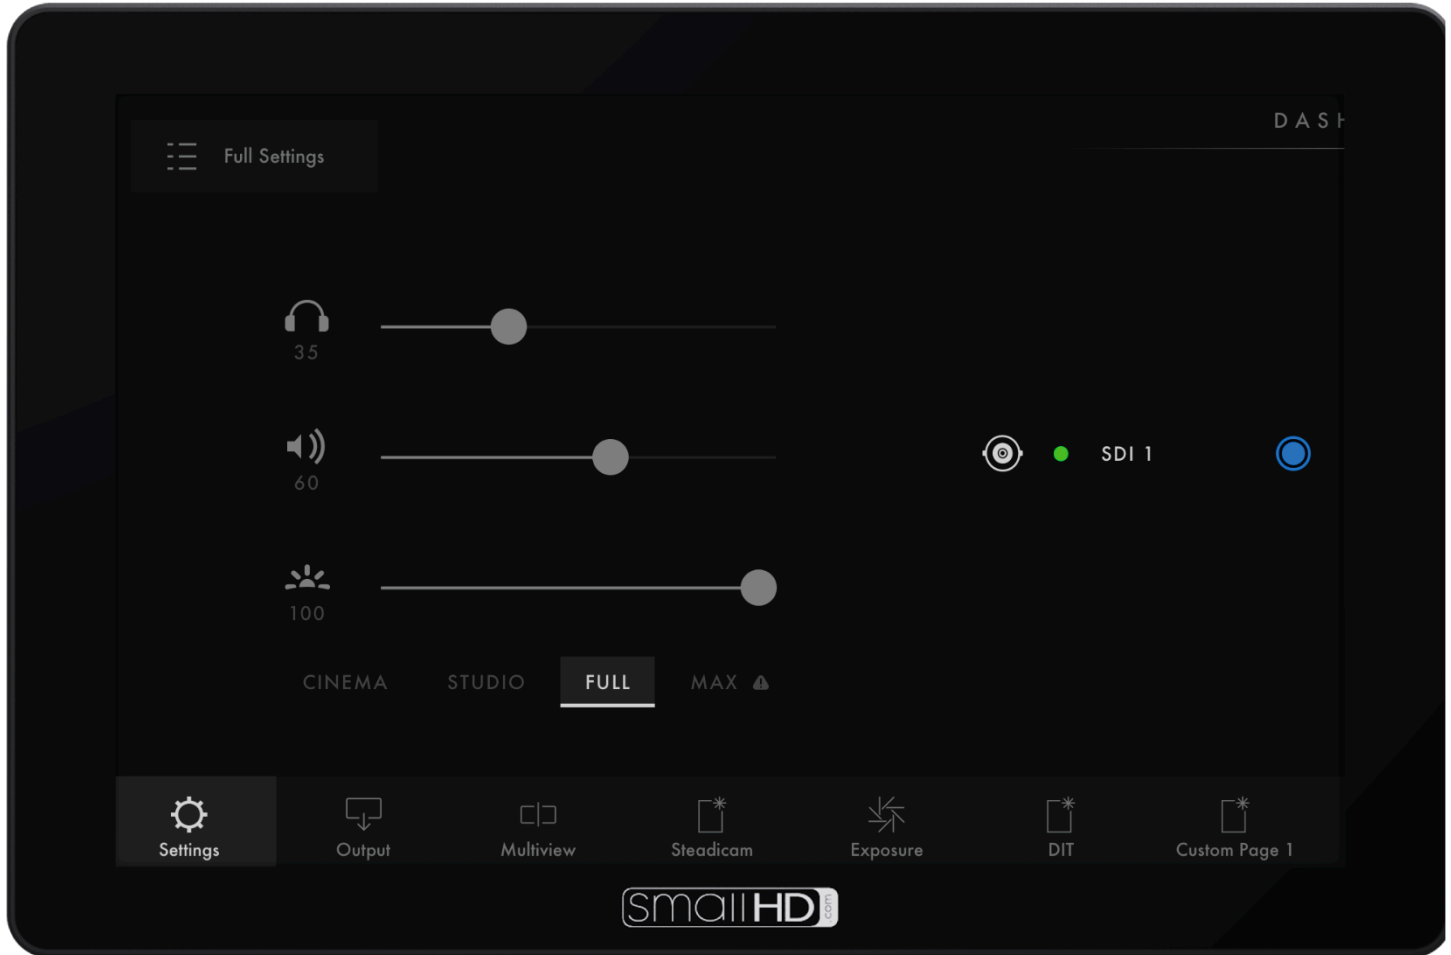 DASH
Full Settings
35
SDI 1
60
100
CINEMA STUDIO FULL MAX
Settings Output Multiview Steadicam Exposure DIT Custom Page 1
smallHD.com